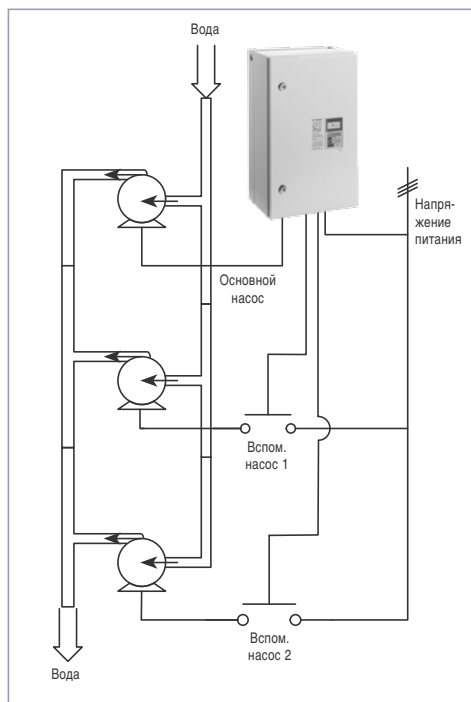 Вода
Напря-
жение
питания
Основной
насос
Вспом.
насос 1
Вспом.
насос 2
Вода